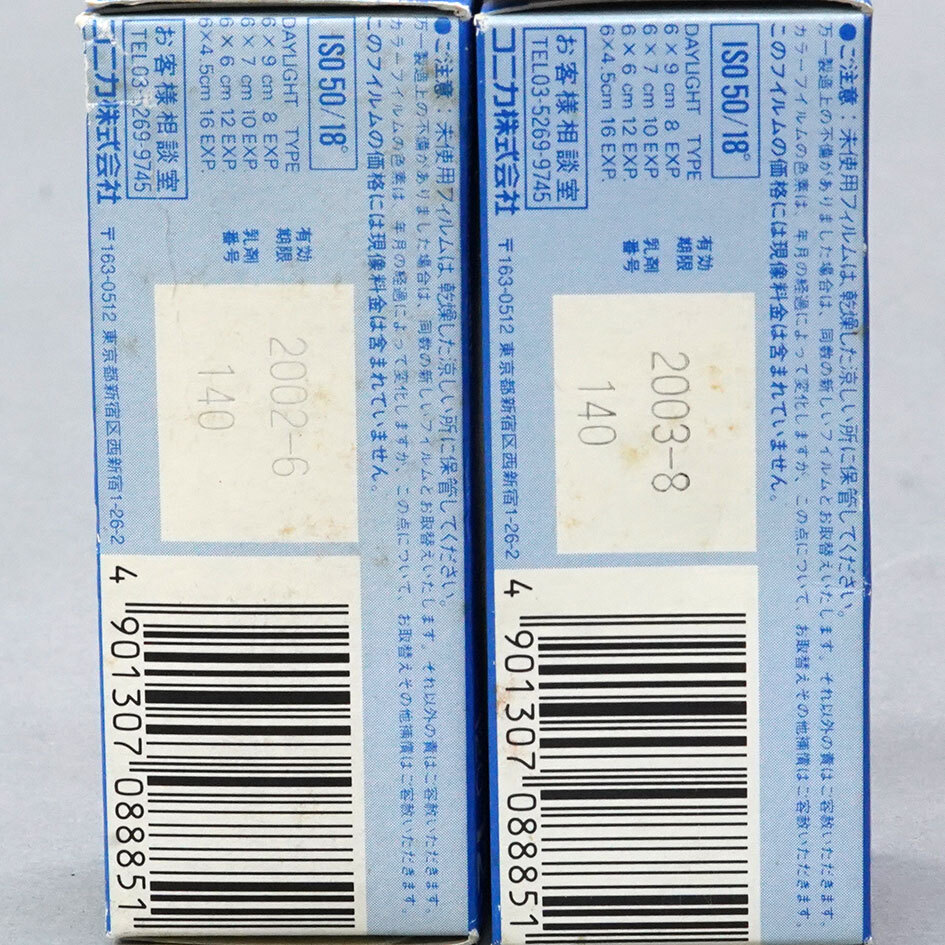 ●ご注意:未使用フィルムは、乾燥した涼しい所に保管してください。
万一製造上の不備がありました場合は、同数の新しいフイルムとお取替えいたします。それ以外の責はご容赦いただきます。
カラーフイルムの色素は、年月の経過によって変化しますが、この点について、お取替えその他補償はご容赦いただきます。
このフイルムの価格には現像料金は含まれていません。
ISO 50/18°
DAYLIGHT TYPE
6×9cm 8 EXP
6×7cm 10 EXP.
6×6cm 12 EXP.
6×4.5cm 16 EXP.
お客様相談室
TEL03-5269-9745
コニカ株式会社
〒163-0512 東京都新宿区西新宿1-26-2
有効期限
乳剤番号
2002-6
140
4 901307 088851
●ご注意:未使用フィルムは、乾燥した涼しい所に保管してください。
万一製造上の不備がありました場合は、同数の新しいフイルムとお取替えいたします。それ以外の責はご容赦いただきます。
カラーフイルムの色素は、年月の経過によって変化しますが、この点について、お取替えその他補償はご容赦いただきます。
このフイルムの価格には現像料金は含まれていません。
ISO 50/18°
DAYLIGHT TYPE
6×9cm 8 EXP
6×7cm 10 EXP.
6×6cm 12 EXP.
6×4.5cm 16 EXP.
お客様相談室
TEL03-5269-9745
コニカ株式会社
〒163-0512 東京都新宿区西新宿1-26-2
有効期限
乳剤番号
2003-8
140
4 901307 088851